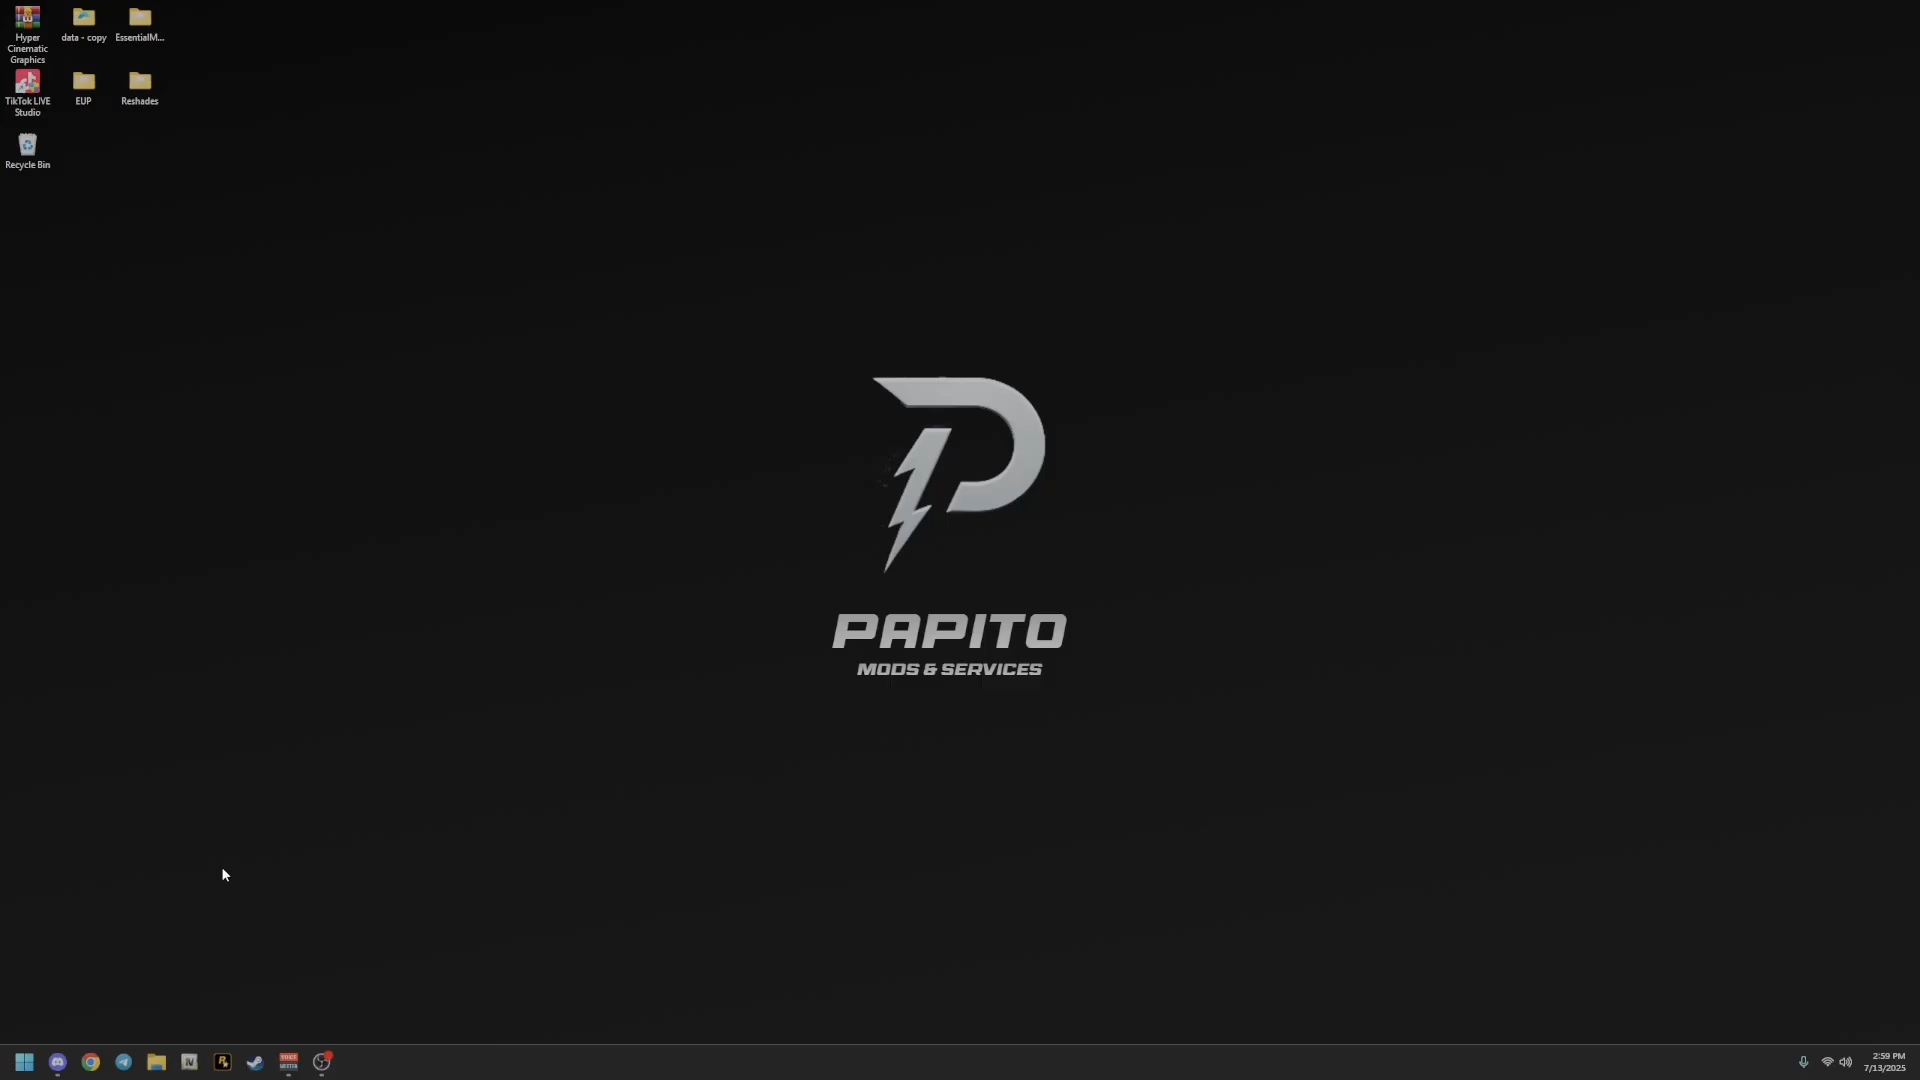 Hyper
Cinematic
Graphics
data - copy
EssentialM...
TikTok LIVE
Studio
EUP
Reshades
Recycle Bin
PAPITO
MODS & SERVICES
2:59 PM
7/13/2025